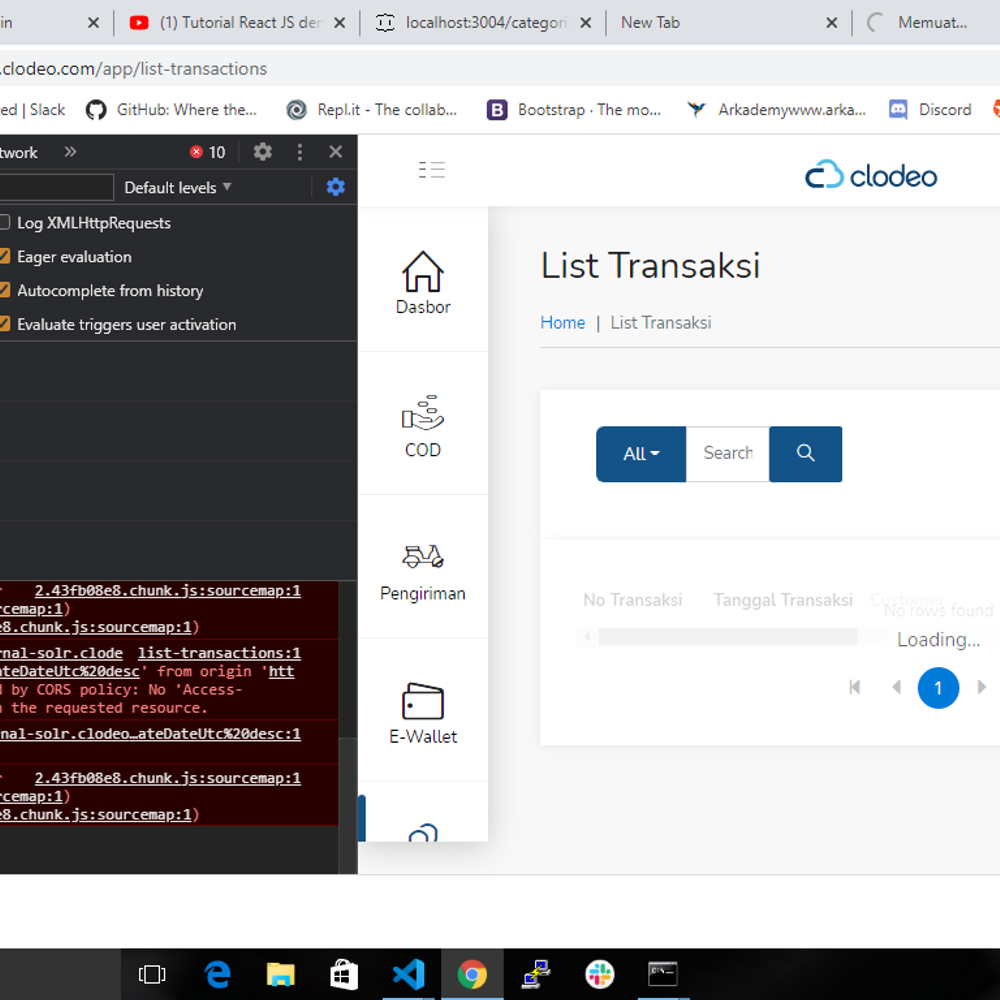 in
(1) Tutorial React JS der
localhost:3004/categori
New Tab
Memuat...
.clodeo.com/app/list-transactions
ed | Slack
GitHub: Where the...
Repl.it - The collab...
Bootstrap · The mo...
Arkademywww.arka...
Discord
twork
10
Default levels
Log XMLHttpRequests
Eager evaluation
Autocomplete from history
Evaluate triggers user activation
2.43fb08e8.chunk.js:sourcemap:1
rcemap:1)
e8.chunk.js:sourcemap:1)
rnal-solr.clode list-transactions:1
ateDateUtc%20desc' from origin 'htt
d by CORS policy: No 'Access-
n the requested resource.
rnal-solr.clodeo…ateDateUtc%20desc:1
2.43fb08e8.chunk.js:sourcemap:1
rcemap:1)
e8.chunk.js:sourcemap:1)
clodeo
Dasbor
COD
Pengiriman
E-Wallet
List Transaksi
Home | List Transaksi
All
Search
No Transaksi
Tanggal Transaksi
Customer
No rows found
Loading...
1